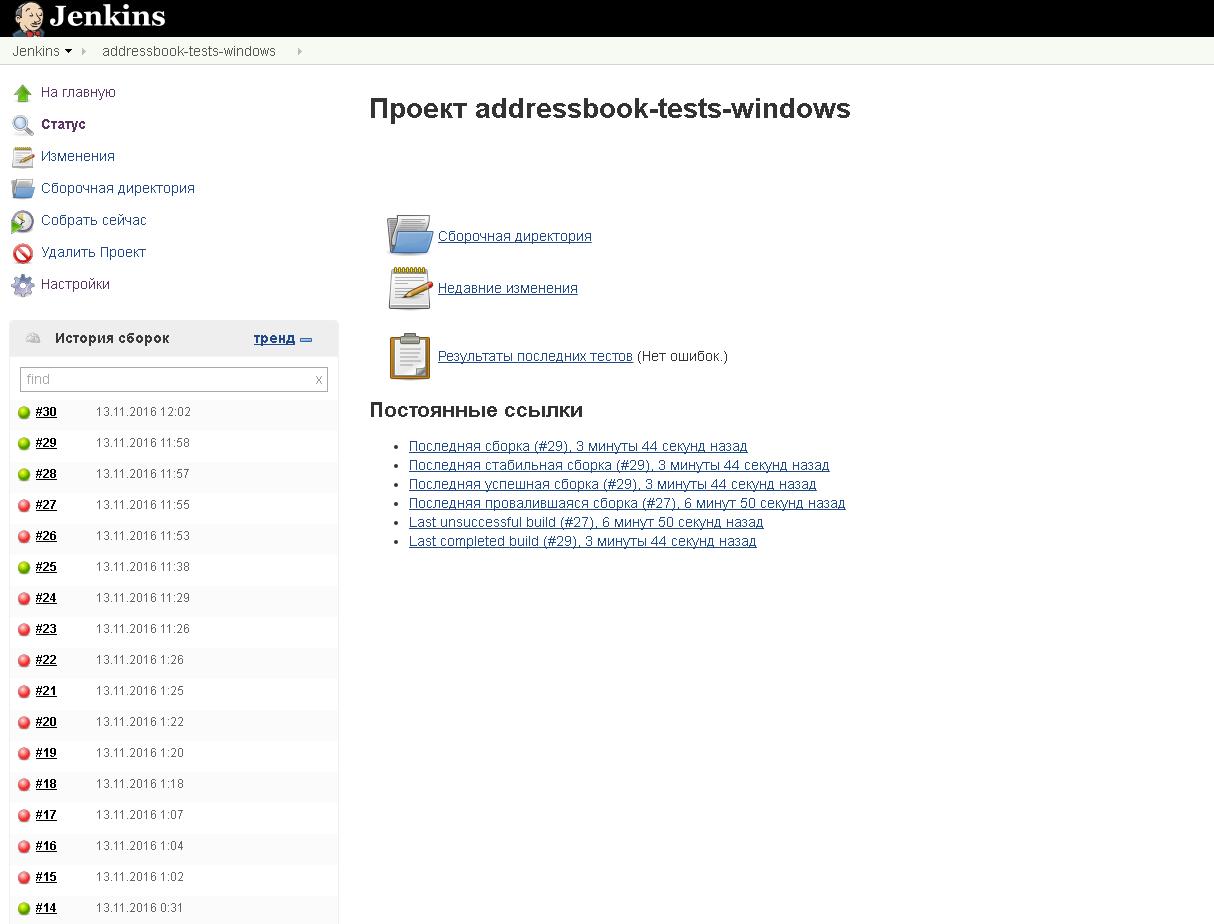 Jenkins
Jenkins addressbook-tests-windows
На главную
Статус
Изменения
Сборочная директория
Собрать сейчас
Удалить Проект
Настройки
История сборок тренд
find x
#30 13.11.2016 12:02
#29 13.11.2016 11:58
#28 13.11.2016 11:57
#27 13.11.2016 11:55
#26 13.11.2016 11:53
#25 13.11.2016 11:38
#24 13.11.2016 11:29
#23 13.11.2016 11:26
#22 13.11.2016 1:26
#21 13.11.2016 1:25
#20 13.11.2016 1:22
#19 13.11.2016 1:20
#18 13.11.2016 1:18
#17 13.11.2016 1:07
#16 13.11.2016 1:04
#15 13.11.2016 1:02
#14 13.11.2016 0:31
Проект addressbook-tests-windows
Сборочная директория
Недавние изменения
Результаты последних тестов (Нет ошибок.)
Постоянные ссылки
Последняя сборка (#29), 3 минуты 44 секунд назад
Последняя стабильная сборка (#29), 3 минуты 44 секунд назад
Последняя успешная сборка (#29), 3 минуты 44 секунд назад
Последняя провалившаяся сборка (#27), 6 минут 50 секунд назад
Last unsuccessful build (#27), 6 минут 50 секунд назад
Last completed build (#29), 3 минуты 44 секунд назад